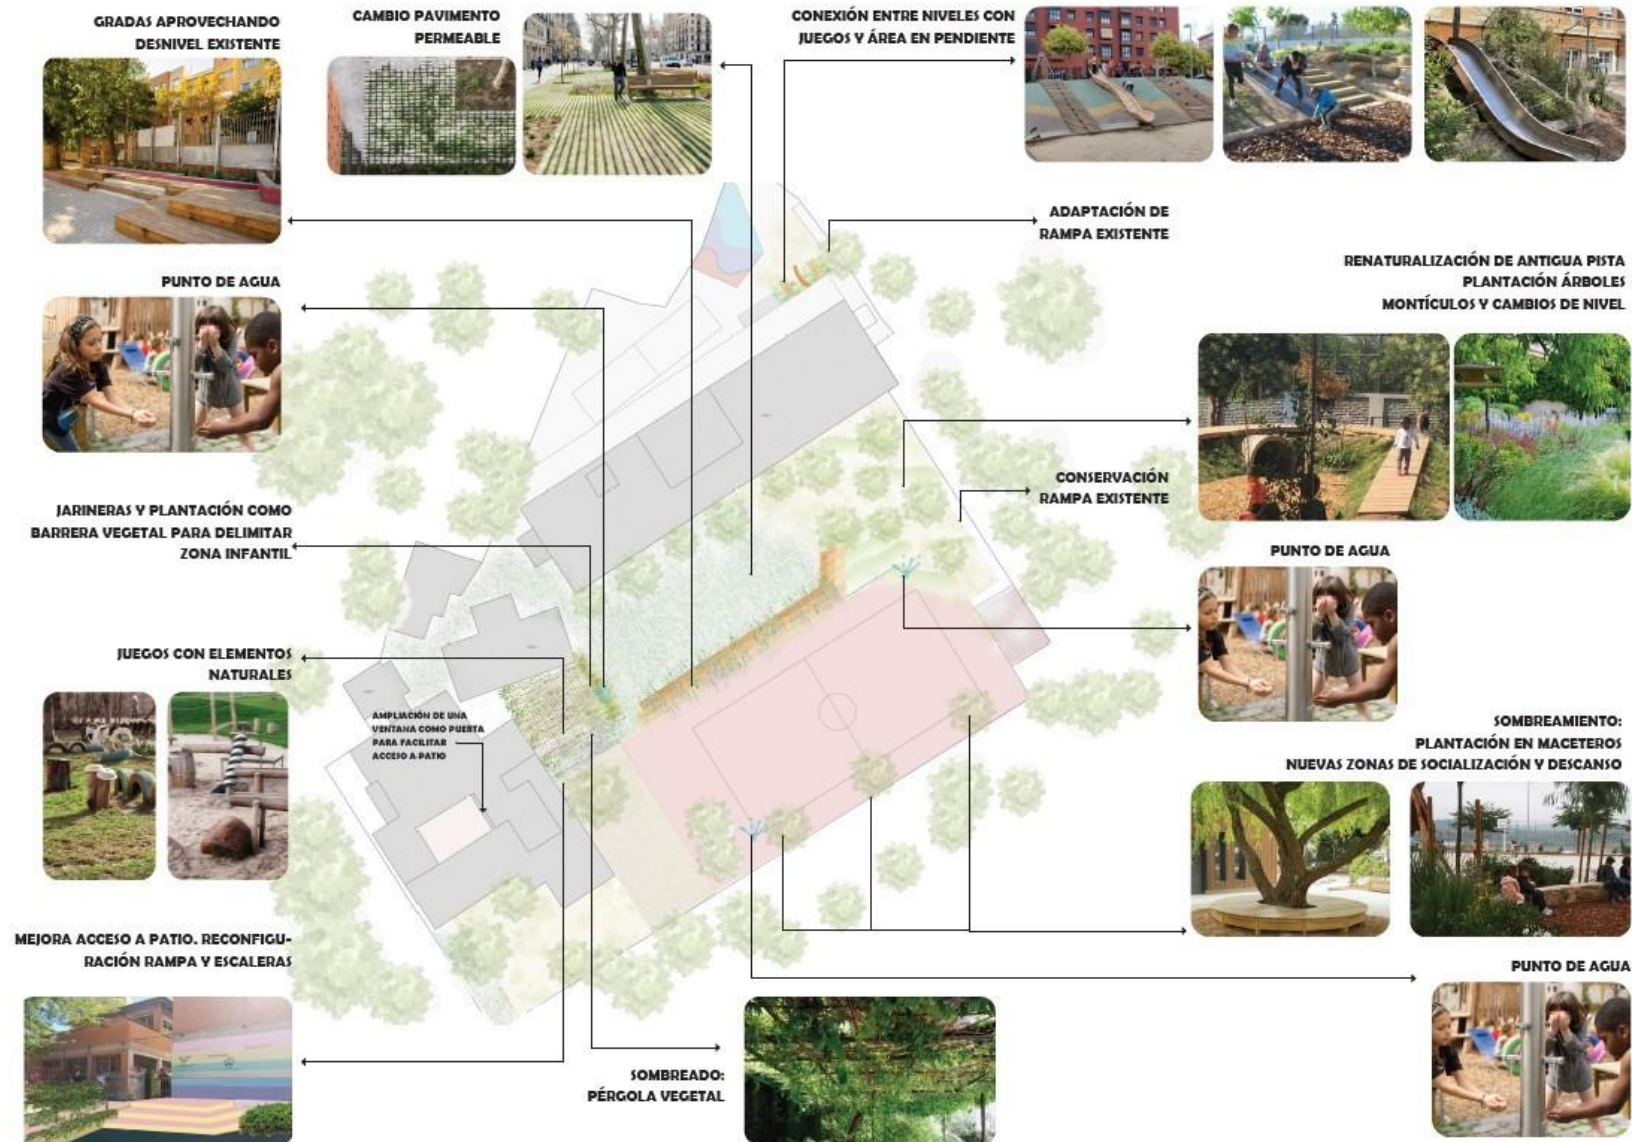 GRADAS APROVECHANDO
DESNIVEL EXISTENTE
CAMBIO PAVIMENTO
PERMEABLE
CONEXIÓN ENTRE NIVELES CON
JUEGOS Y ÁREA EN PENDIENTE
ADAPTACIÓN DE
RAMPA EXISTENTE
RENATURALIZACIÓN DE ANTIGUA PISTA
PLANTACIÓN ÁRBOLES
MONTÍCULOS Y CAMBIOS DE NIVEL
PUNTO DE AGUA
CONSERVACIÓN
RAMPA EXISTENTE
JARINERAS Y PLANTACIÓN COMO
BARRERA VEGETAL PARA DELIMITAR
ZONA INFANTIL
PUNTO DE AGUA
JUEGOS CON ELEMENTOS
NATURALES
AMPLIACIÓN DE UNA
VENTANA COMO PUERTA
PARA FACILITAR
ACCESO A PATIO
SOMBREAMIENTO:
PLANTACIÓN EN MACETEROS
NUEVAS ZONAS DE SOCIALIZACIÓN Y DESCANSO
MEJORA ACCESO A PATIO. RECONFIGU-
RACIÓN RAMPA Y ESCALERAS
PUNTO DE AGUA
SOMBREADO:
PÉRGOLA VEGETAL